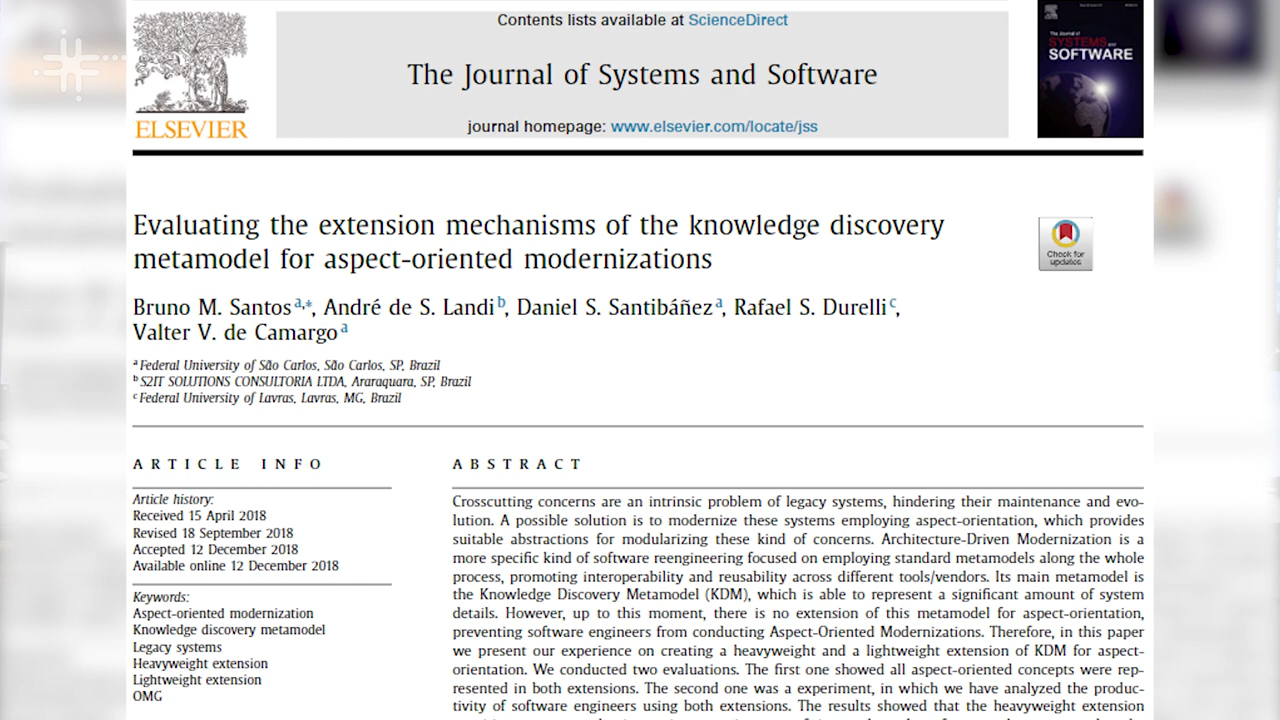 Contents lists available at ScienceDirect
The Journal of Systems and Software
journal homepage: www.elsevier.com/locate/jss
ELSEVIER
The Journal of
SYSTEMS and
SOFTWARE
Evaluating the extension mechanisms of the knowledge discovery
metamodel for aspect-oriented modernizations
Check for
updates
Bruno M. Santos a,*, André de S. Landi b, Daniel S. Santibáñez a, Rafael S. Durelli c,
Valter V. de Camargo a
a Federal University of São Carlos, São Carlos, SP, Brazil
b S2IT SOLUTIONS CONSULTORIA LTDA, Araraquara, SP, Brazil
c Federal University of Lavras, Lavras, MG, Brazil
ARTICLE INFO
Article history:
Received 15 April 2018
Revised 18 September 2018
Accepted 12 December 2018
Available online 12 December 2018
Keywords:
Aspect-oriented modernization
Knowledge discovery metamodel
Legacy systems
Heavyweight extension
Lightweight extension
OMG
ABSTRACT
Crosscutting concerns are an intrinsic problem of legacy systems, hindering their maintenance and evo-
lution. A possible solution is to modernize these systems employing aspect-orientation, which provides
suitable abstractions for modularizing these kind of concerns. Architecture-Driven Modernization is a
more specific kind of software reengineering focused on employing standard metamodels along the whole
process, promoting interoperability and reusability across different tools/vendors. Its main metamodel is
the Knowledge Discovery Metamodel (KDM), which is able to represent a significant amount of system
details. However, up to this moment, there is no extension of this metamodel for aspect-orientation,
preventing software engineers from conducting Aspect-Oriented Modernizations. Therefore, in this paper
we present our experience on creating a heavyweight and a lightweight extension of KDM for aspect-
orientation. We conducted two evaluations. The first one showed all aspect-oriented concepts were rep-
resented in both extensions. The second one was a experiment, in which we have analyzed the produc-
tivity of software engineers using both extensions. The results showed that the heavyweight extension